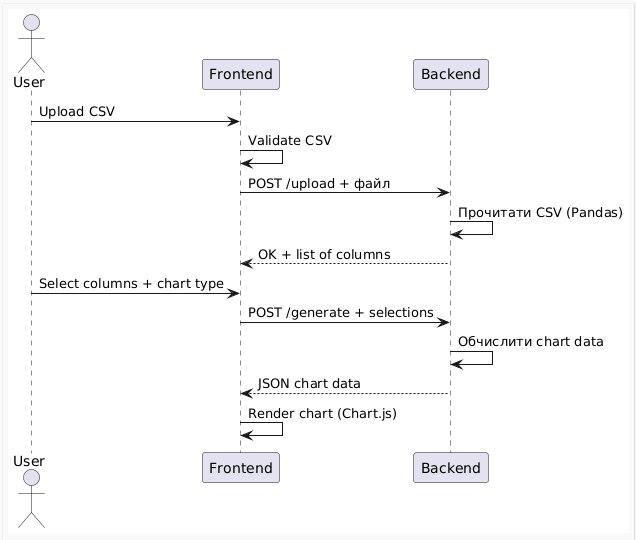 User
Frontend
Backend
Upload CSV
Validate CSV
POST /upload + файл
Прочитати CSV (Pandas)
OK + list of columns
Select columns + chart type
POST /generate + selections
Обчислити chart data
JSON chart data
Render chart (Chart.js)
User
Frontend
Backend